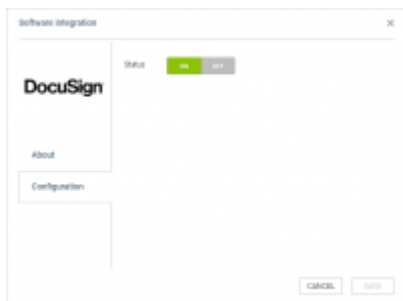 Software integration
Status
ON OFF
DocuSign
About
Configuration
CANCEL SAVE